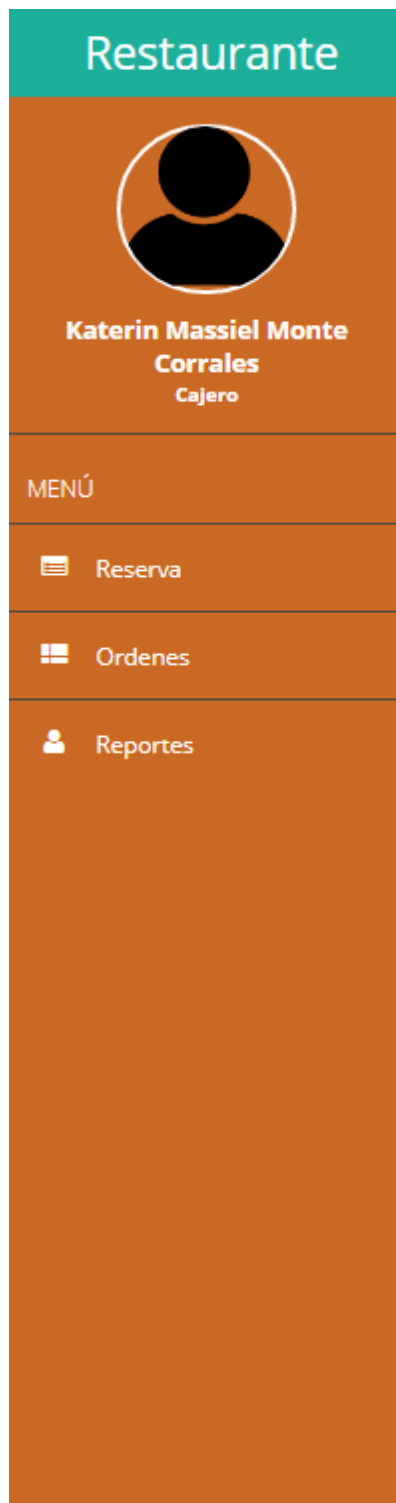 Restaurante
Katerin Massiel Monte
Corrales
Cajero
MENÚ
Reserva
Ordenes
Reportes